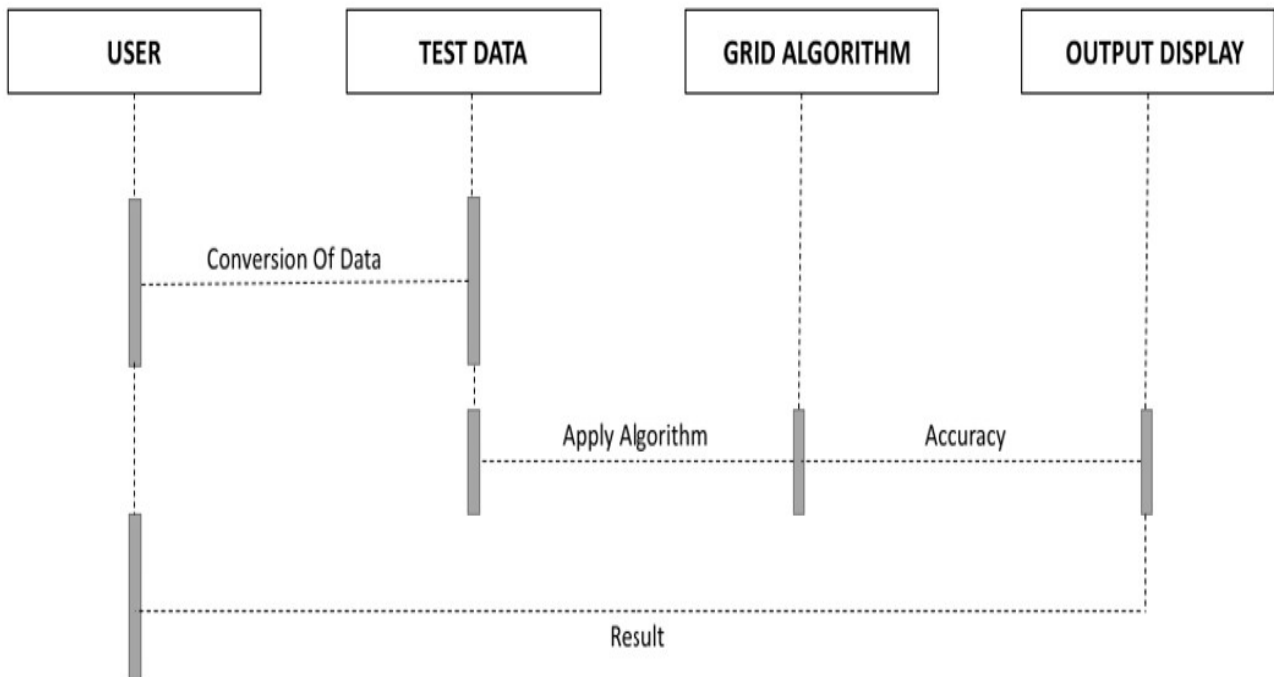 USER
TEST DATA
GRID ALGORITHM
OUTPUT DISPLAY
Conversion Of Data
Apply Algorithm
Accuracy
Result